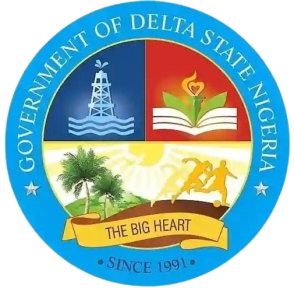 GOVERNMENT OF DELTA STATE NIGERIA
THE BIG HEART
• SINCE 1991 •